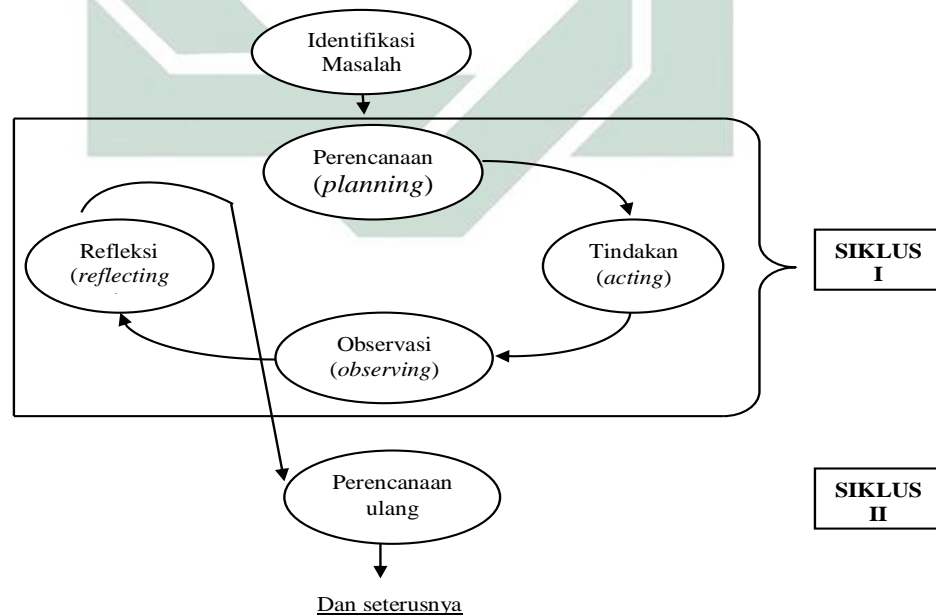 Identifikasi
Masalah
Perencanaan
(planning)
Refleksi
(reflecting
Tindakan
(acting)
SIKLUS
I
Observasi
(observing)
Perencanaan
ulang
SIKLUS
II
Dan seterusnya